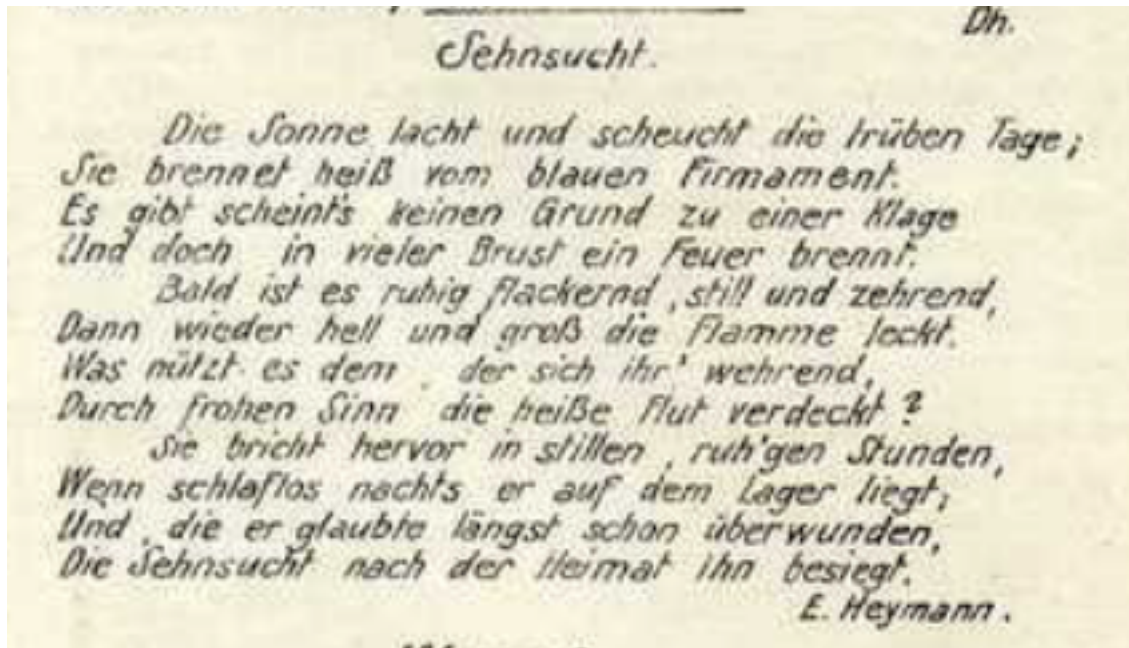 Dh.
Sehnsucht.
Die Sonne lacht und scheucht die trüben Tage;
Sie brennet heiß vom blauen Firmament.
Es gibt scheint's keinen Grund zu einer Klage
Und doch in vieler Brust ein Feuer brennt.
Bald ist es ruhig flackernd, still und zehrend,
Dann wieder hell und groß die Flamme leckt.
Was nützt es dem, der sich ihr' wehrend,
Durch frohen Sinn die heiße Flut verdeckt?
Sie bricht hervor in stillen, ruh'gen Stunden,
Wenn schlaflos nachts er auf dem Lager liegt;
Und, die er glaubte längst schon überwunden,
Die Sehnsucht nach der Heimat ihn besiegt.
E. Heymann.